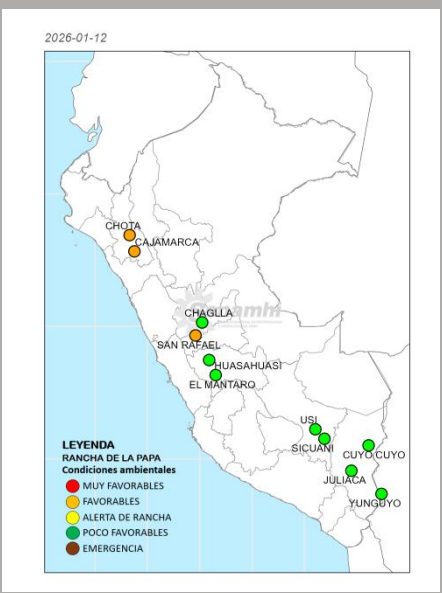 2026-01-12
CHOTA
CAJAMARCA
CHAGLLA
SAN RAFAEL
HUASAHUASI
EL MANTARO
USI
SICUANI
CUYO CUYO
JULIACA
YUNGUYO
LEYENDA
RANCHA DE LA PAPA
Condiciones ambientales
MUY FAVORABLES
FAVORABLES
ALERTA DE RANCHA
POCO FAVORABLES
EMERGENCIA